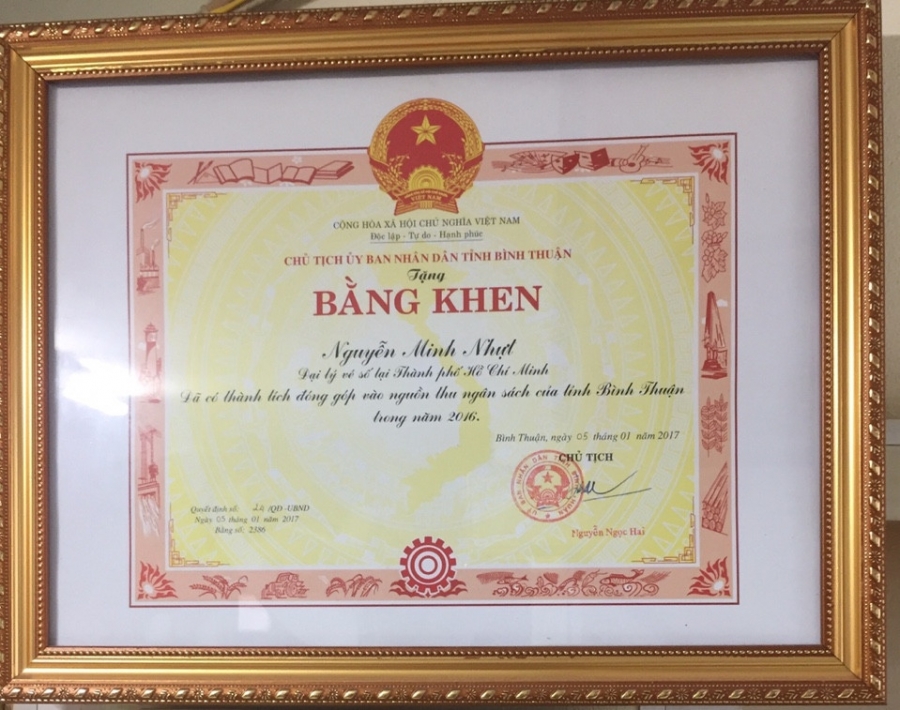 VIỆT NAM
CỘNG HÒA XÃ HỘI CHỦ NGHĨA VIỆT NAM
Độc lập - Tự do - Hạnh phúc
CHỦ TỊCH ỦY BAN NHÂN DÂN TỈNH BÌNH THUẬN
Tặng
BẰNG KHEN
Nguyễn Minh Nhựt
Đại lý vé số tại Thành phố Hồ Chí Minh
Đã có thành tích đóng góp vào nguồn thu ngân sách của tỉnh Bình Thuận
trong năm 2016.
Bình Thuận, ngày 05 tháng 01 năm 2017
CHỦ TỊCH
Quyết định số: /QĐ-UBND
Ngày 05 tháng 01 năm 2017
Bằng số: 2386
Nguyễn Ngọc Hai